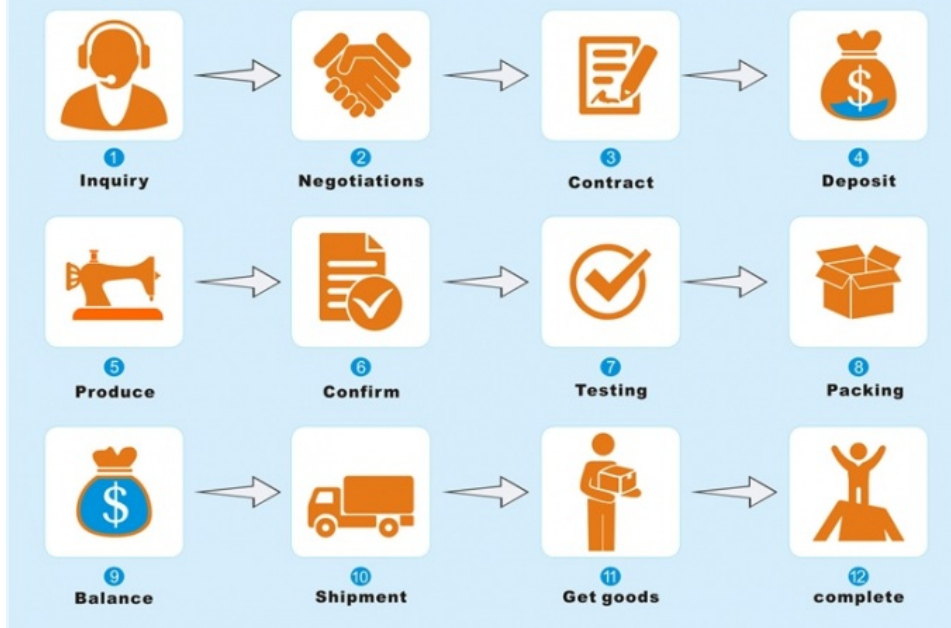 1 2 3 4
Inquiry Negotiations Contract Deposit
5 6 7 8
Produce Confirm Testing Packing
9 10 11 12
Balance Shipment Get goods complete